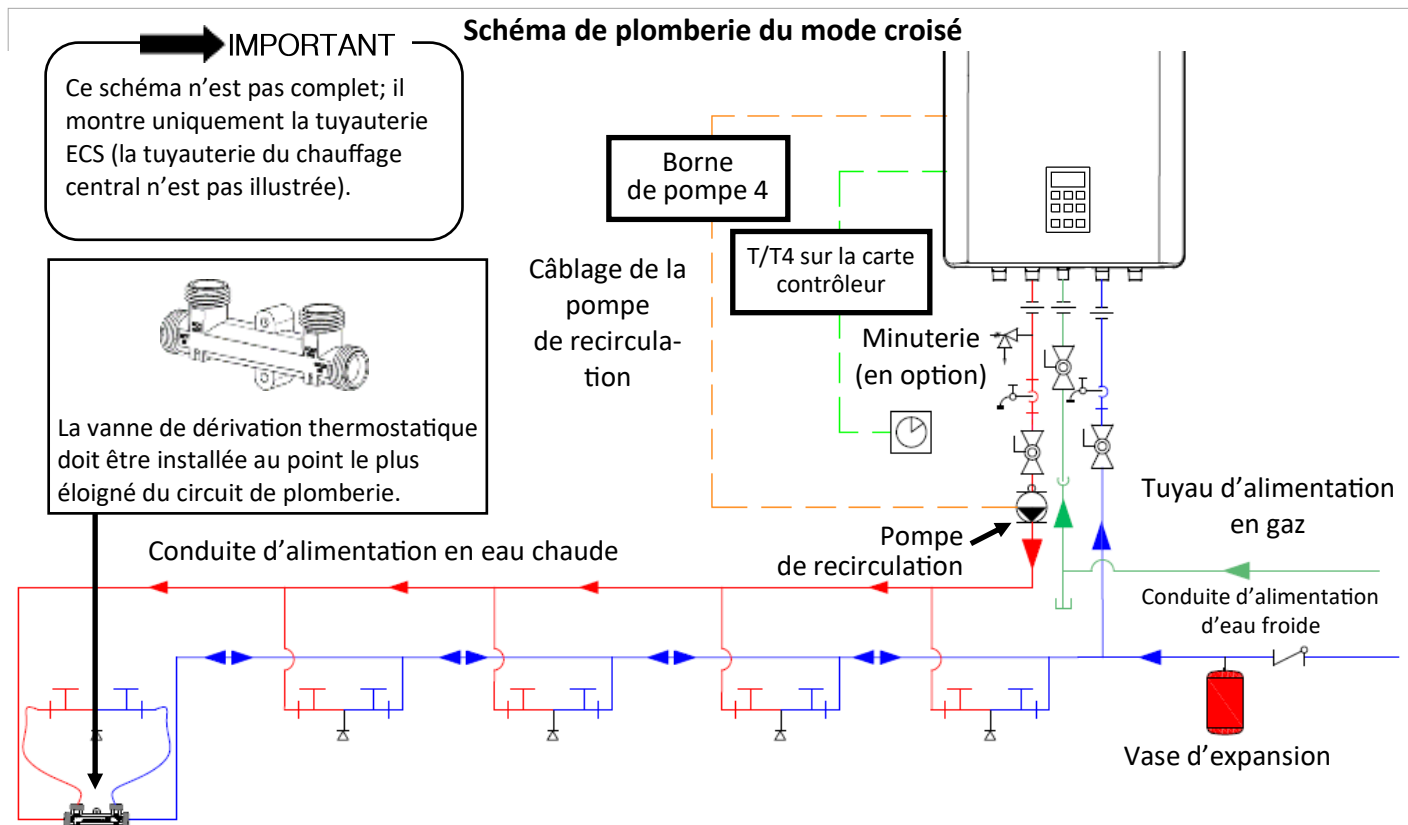 Schéma de plomberie du mode croisé
IMPORTANT
Ce schéma n’est pas complet; il
montre uniquement la tuyauterie
ECS (la tuyauterie du chauffage
central n’est pas illustrée).
Borne
de pompe 4
T/T4 sur la carte
contrôleur
Câblage de la
pompe
de recircula-
tion
Minuterie
(en option)
La vanne de dérivation thermostatique
doit être installée au point le plus
éloigné du circuit de plomberie.
Tuyau d’alimentation
en gaz
Pompe
de recirculation
Conduite d’alimentation en eau chaude
Conduite d’alimentation
d’eau froide
Vase d’expansion